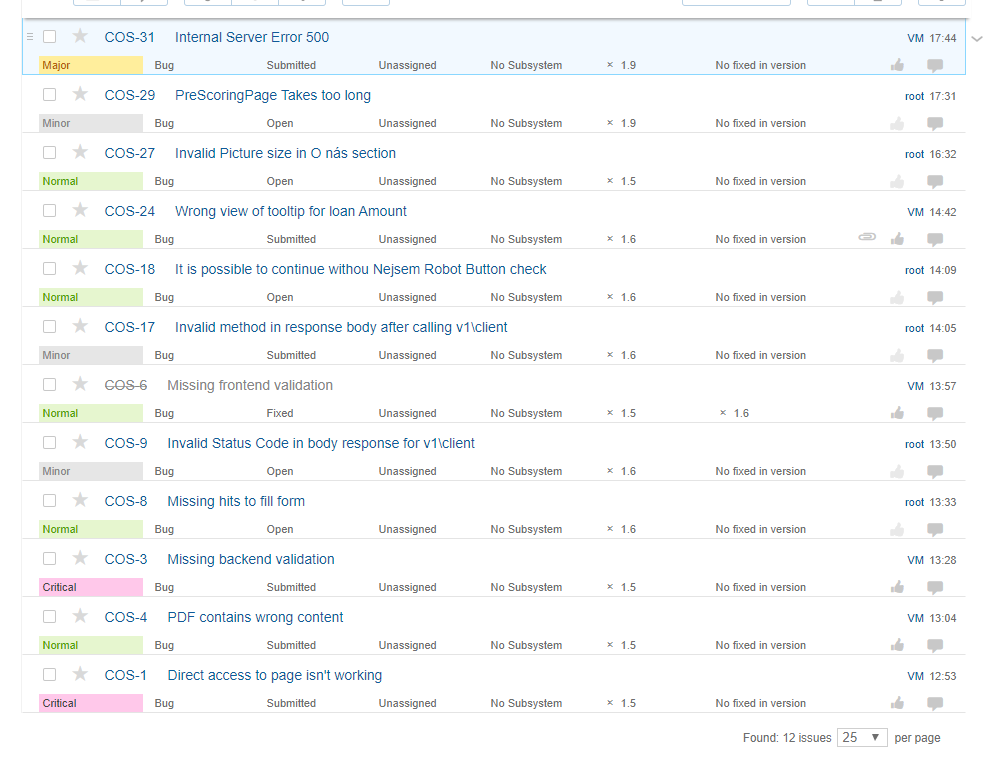 COS-31 Internal Server Error 500 VM 17:44
Major Bug Submitted Unassigned No Subsystem × 1.9 No fixed in version
COS-29 PreScoringPage Takes too long root 17:31
Minor Bug Open Unassigned No Subsystem × 1.9 No fixed in version
COS-27 Invalid Picture size in O nás section root 16:32
Normal Bug Open Unassigned No Subsystem × 1.5 No fixed in version
COS-24 Wrong view of tooltip for loan Amount VM 14:42
Normal Bug Submitted Unassigned No Subsystem × 1.6 No fixed in version
COS-18 It is possible to continue withou Nejsem Robot Button check root 14:09
Normal Bug Open Unassigned No Subsystem × 1.6 No fixed in version
COS-17 Invalid method in response body after calling v1\client root 14:05
Minor Bug Submitted Unassigned No Subsystem × 1.6 No fixed in version
COS-6 Missing frontend validation VM 13:57
Normal Bug Fixed Unassigned No Subsystem × 1.5 × 1.6
COS-9 Invalid Status Code in body response for v1\client root 13:50
Minor Bug Open Unassigned No Subsystem × 1.6 No fixed in version
COS-8 Missing hits to fill form root 13:33
Normal Bug Open Unassigned No Subsystem × 1.6 No fixed in version
COS-3 Missing backend validation VM 13:28
Critical Bug Submitted Unassigned No Subsystem × 1.5 No fixed in version
COS-4 PDF contains wrong content VM 13:04
Normal Bug Submitted Unassigned No Subsystem × 1.5 No fixed in version
COS-1 Direct access to page isn't working VM 12:53
Critical Bug Submitted Unassigned No Subsystem × 1.5 No fixed in version
Found: 12 issues 25 per page